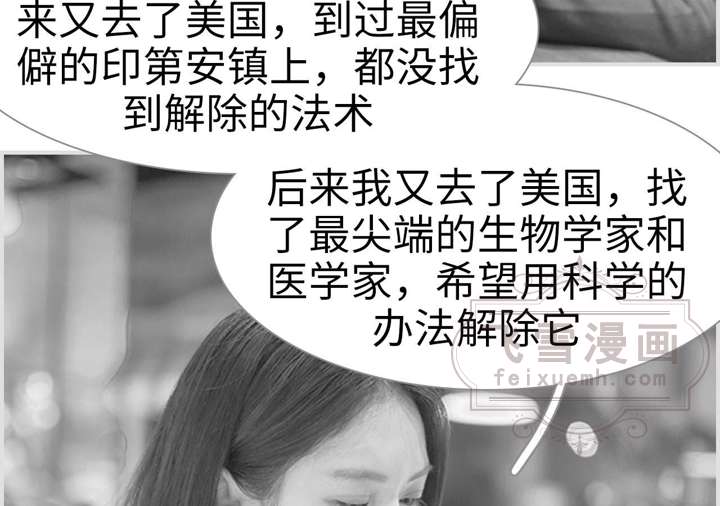 来又去了美国，到过最偏
僻的印第安镇上，都没找
到解除的法术
后来我又去了美国，找
了最尖端的生物学家和
医学家，希望用科学的
办法解除它
飞雪漫画
feixuemh.com